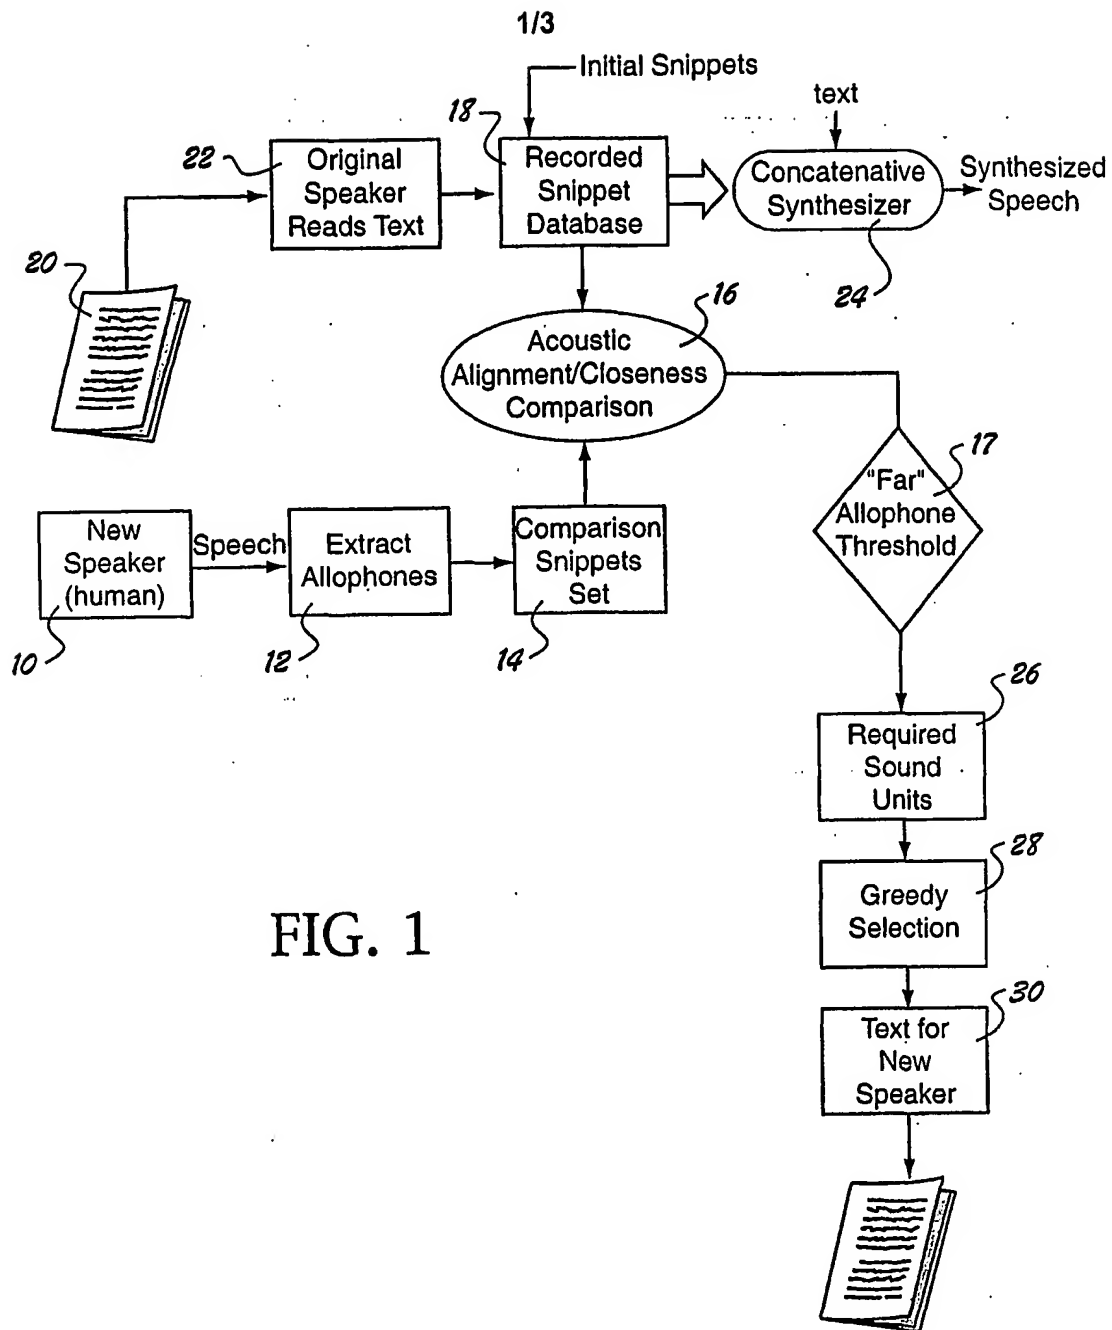 1/3
Initial Snippets
text
18
22
Original
Speaker
Reads Text
Recorded
Snippet
Database
Concatenative
Synthesizer
Synthesized
Speech
20
24
16
Acoustic
Alignment/Closeness
Comparison
17
"Far"
Allophone
Threshold
New
Speaker
(human)
Speech
Extract
Allophones
Comparison
Snippets
Set
10
12
14
26
Required
Sound
Units
28
Greedy
Selection
FIG. 1
30
Text for
New
Speaker